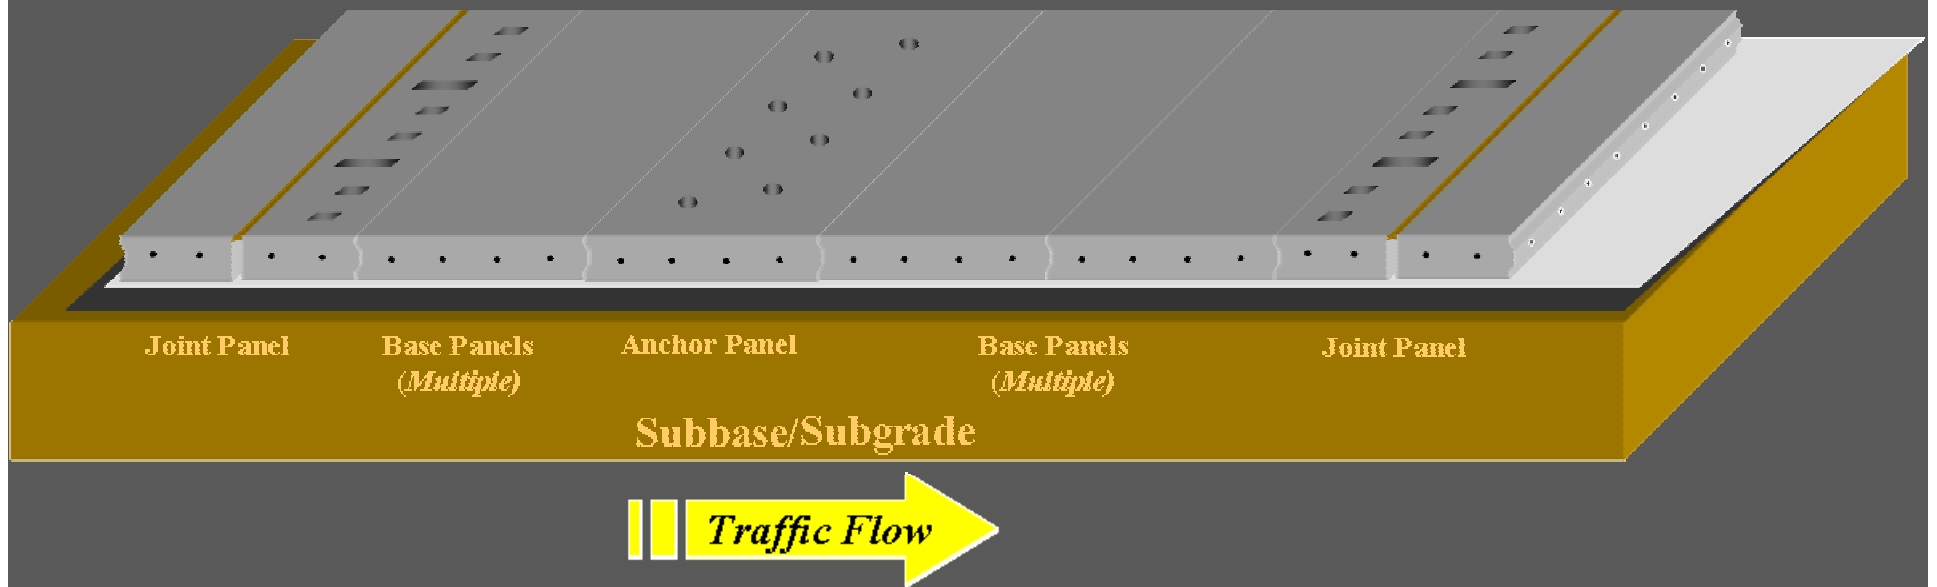 Joint Panel
Base Panels
(Multiple)
Anchor Panel
Base Panels
(Multiple)
Joint Panel
Subbase/Subgrade
Traffic Flow